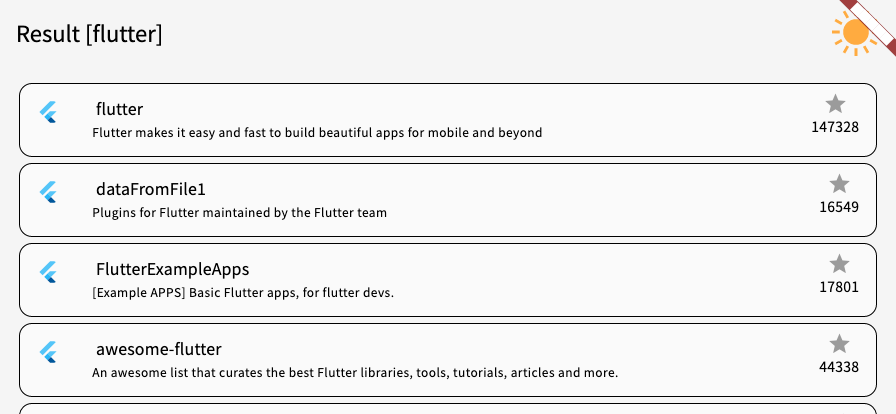 Result [flutter]
flutter
Flutter makes it easy and fast to build beautiful apps for mobile and beyond
147328
dataFromFile1
Plugins for Flutter maintained by the Flutter team
16549
FlutterExampleApps
[Example APPS] Basic Flutter apps, for flutter devs.
17801
awesome-flutter
An awesome list that curates the best Flutter libraries, tools, tutorials, articles and more.
44338